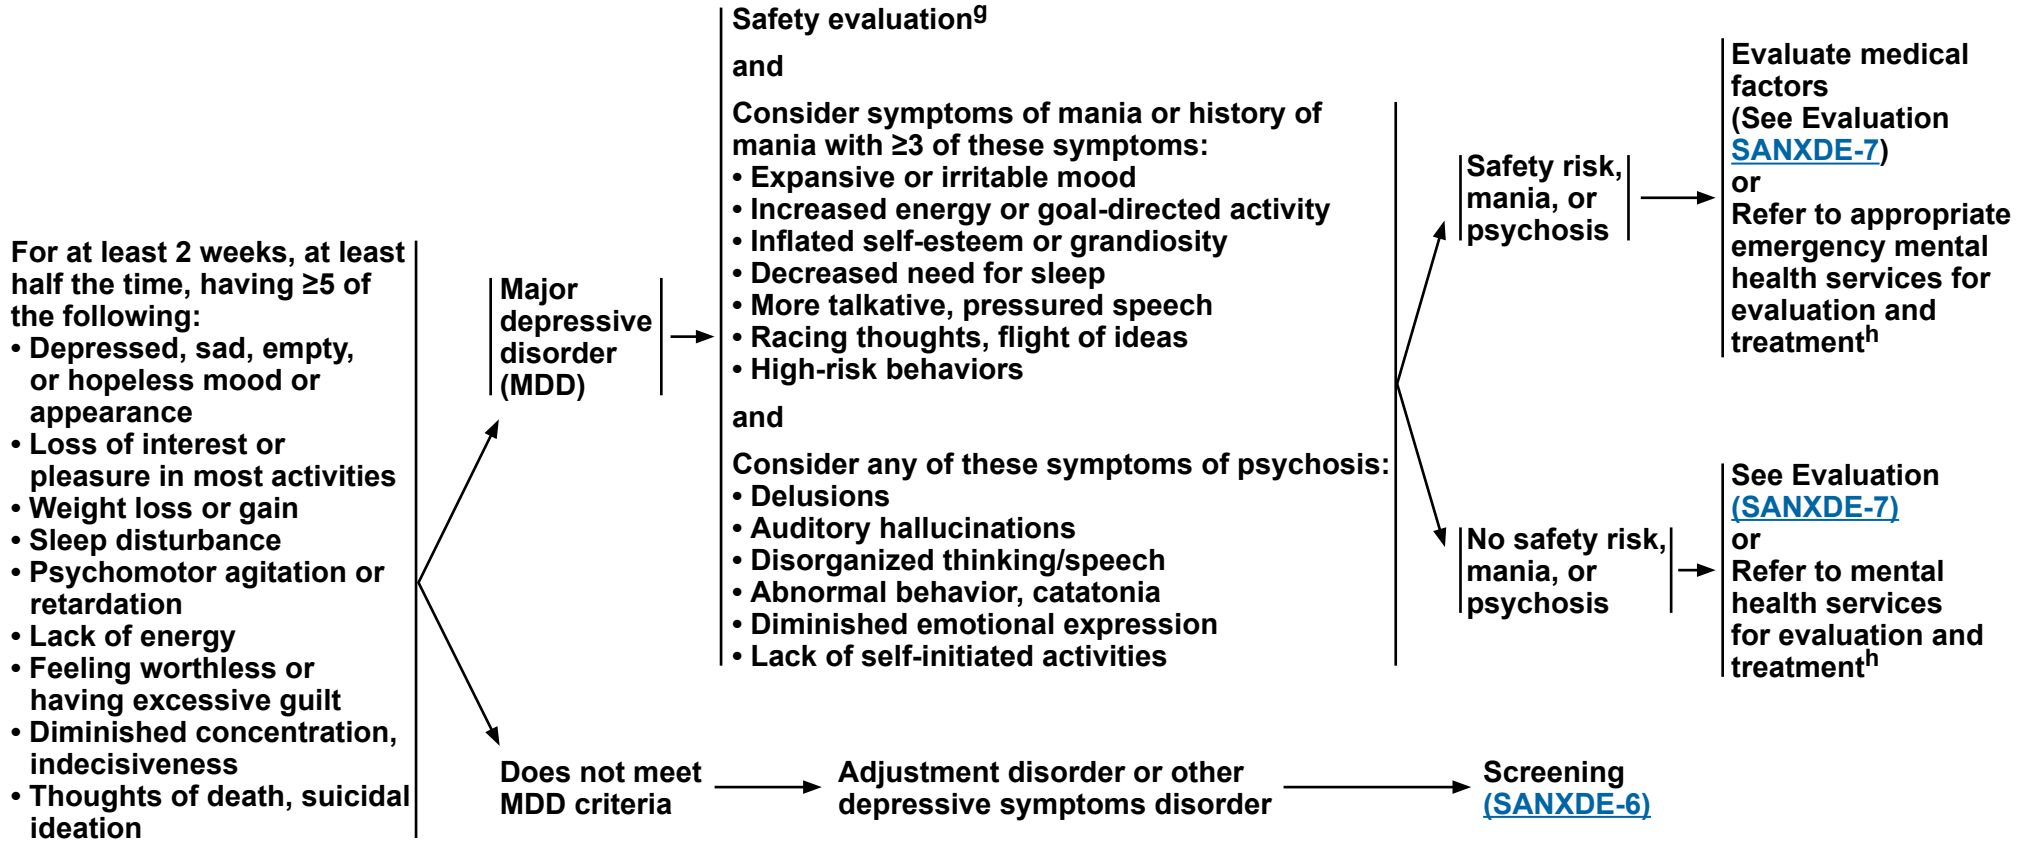 For at least 2 weeks, at least
half the time, having ≥5 of
the following:
• Depressed, sad, empty,
or hopeless mood or
appearance
• Loss of interest or
pleasure in most activities
• Weight loss or gain
• Sleep disturbance
• Psychomotor agitation or
retardation
• Lack of energy
• Feeling worthless or
having excessive guilt
• Diminished concentration,
indecisiveness
• Thoughts of death, suicidal
ideation
Major
depressive
disorder
(MDD)
Safety evaluationg
and
Consider symptoms of mania or history of
mania with ≥3 of these symptoms:
• Expansive or irritable mood
• Increased energy or goal-directed activity
• Inflated self-esteem or grandiosity
• Decreased need for sleep
• More talkative, pressured speech
• Racing thoughts, flight of ideas
• High-risk behaviors
and
Consider any of these symptoms of psychosis:
• Delusions
• Auditory hallucinations
• Disorganized thinking/speech
• Abnormal behavior, catatonia
• Diminished emotional expression
• Lack of self-initiated activities
Safety risk,
mania, or
psychosis
Evaluate medical
factors
(See Evaluation
SANXDE-7)
or
Refer to appropriate
emergency mental
health services for
evaluation and
treatmenth
No safety risk,
mania, or
psychosis
See Evaluation
(SANXDE-7)
or
Refer to mental
health services
for evaluation and
treatmenth
Does not meet
MDD criteria
Adjustment disorder or other
depressive symptoms disorder
Screening
(SANXDE-6)